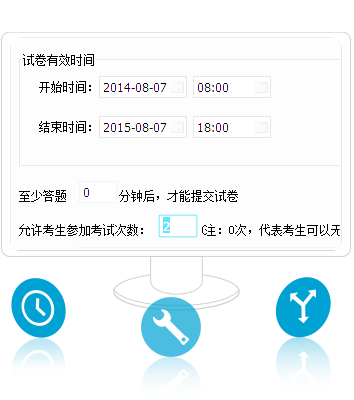 试卷有效时间
开始时间： 2014-08-07 08:00
结束时间： 2015-08-07 18:00
至少答题 0 分钟后，才能提交试卷
允许考生参加考试次数： 2 (注：0次，代表考生可以无